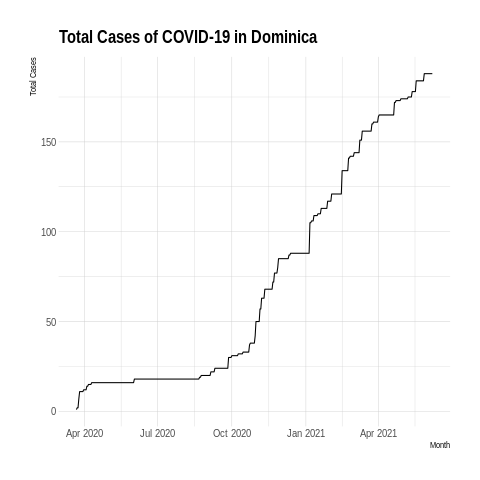 Total Cases of COVID-19 in Dominica
Total Cases
150
100
50
0
Apr 2020 Jul 2020 Oct 2020 Jan 2021 Apr 2021
Month